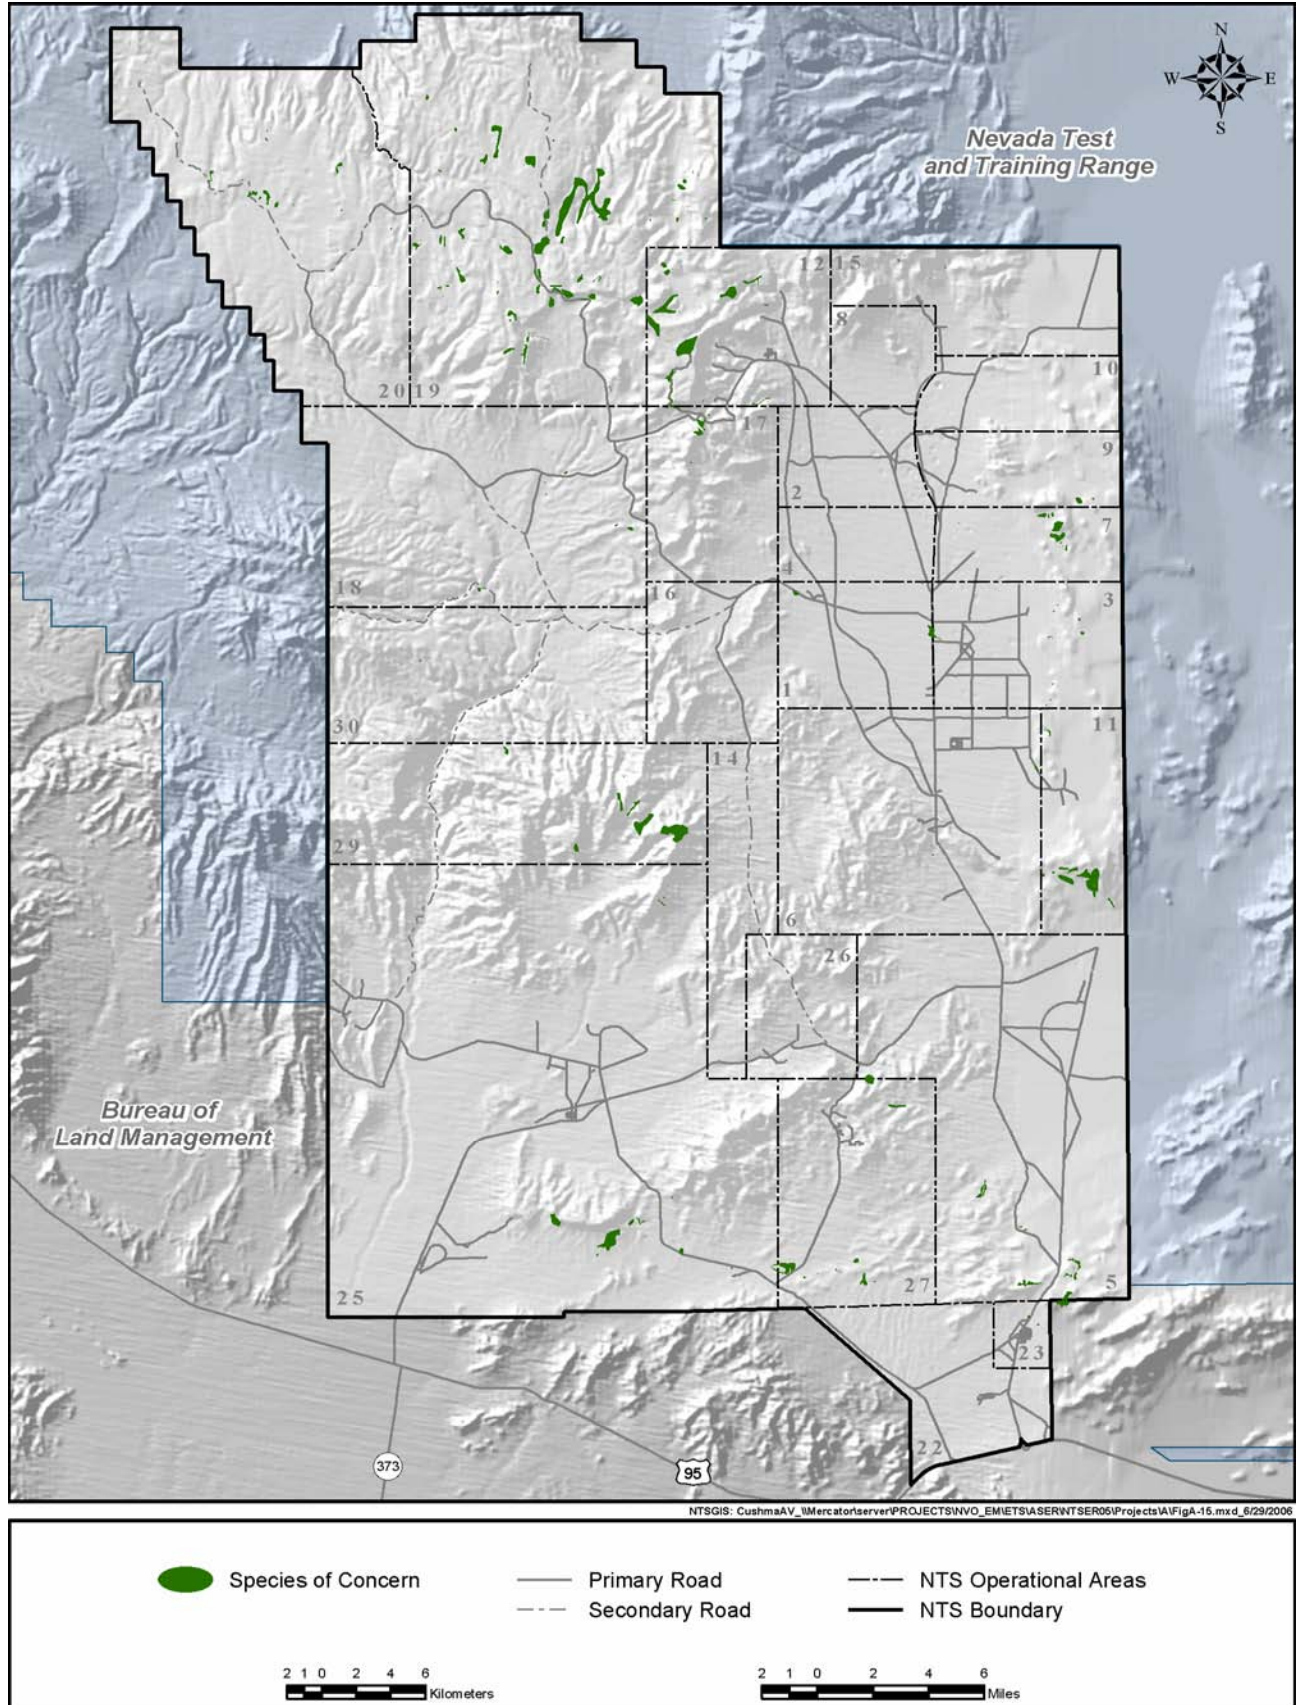 N
W E
S
Nevada Test
and Training Range
12 15
8
10
20 19
17
9
2
7
18
16
4
3
30
1
11
14
29
6
26
Bureau of
Land Management
25
27
5
23
22
373
95
NTSGIS: CushmaAV_\\Mercator\server\PROJECTS\NVO_EM\ETS\ASER\NTSER05\Projects\A\FigA-15.mxd_6/29/2006
Species of Concern
Primary Road
NTS Operational Areas
Secondary Road
NTS Boundary
2 1 0 2 4 6
Kilometers
2 1 0 2 4 6
Miles